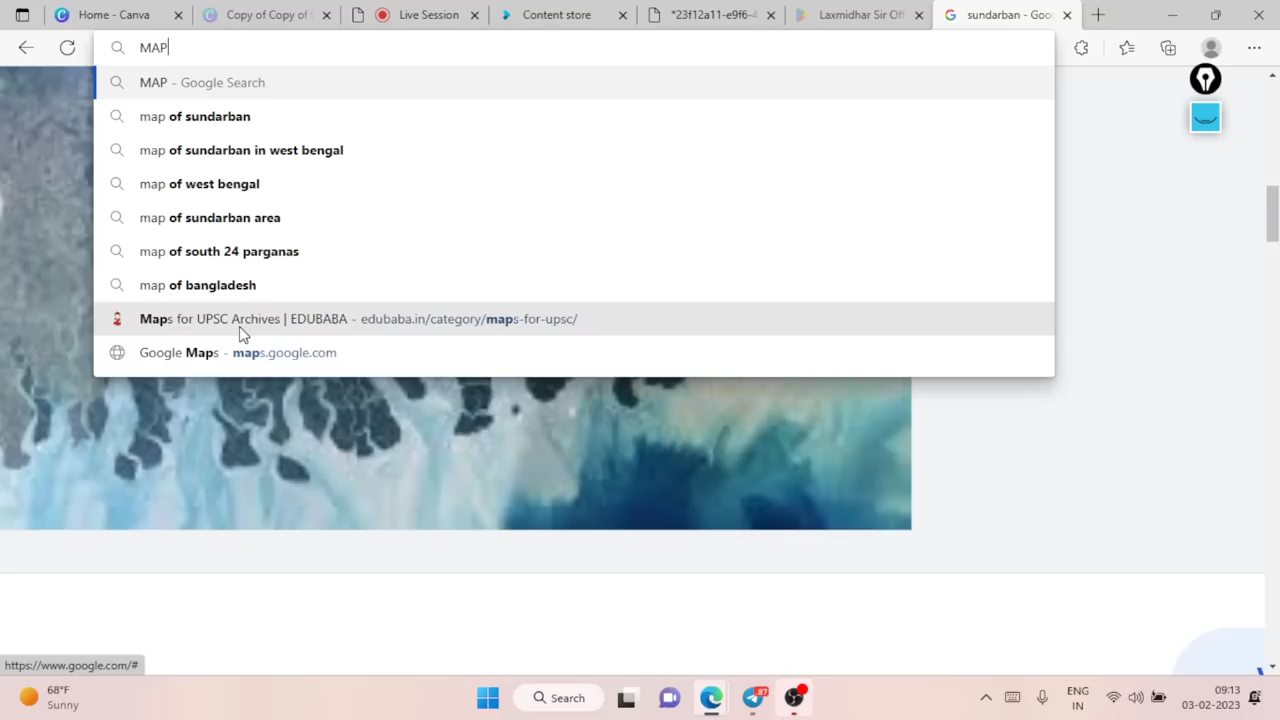 Home - Canva
Copy of Copy of C
Live Session
Content store
*23f12a11-e9f6-4
Laxmidhar Sir Of
sundarban - Goo
MAP
MAP - Google Search
map of sundarban
map of sundarban in west bengal
map of west bengal
map of sundarban area
map of south 24 parganas
map of bangladesh
Maps for UPSC Archives | EDUBABA - edubaba.in/category/maps-for-upsc/
Google Maps - maps.google.com
https://www.google.com/#
68°F
Sunny
Search
87
ENG
IN
09:13
03-02-2023